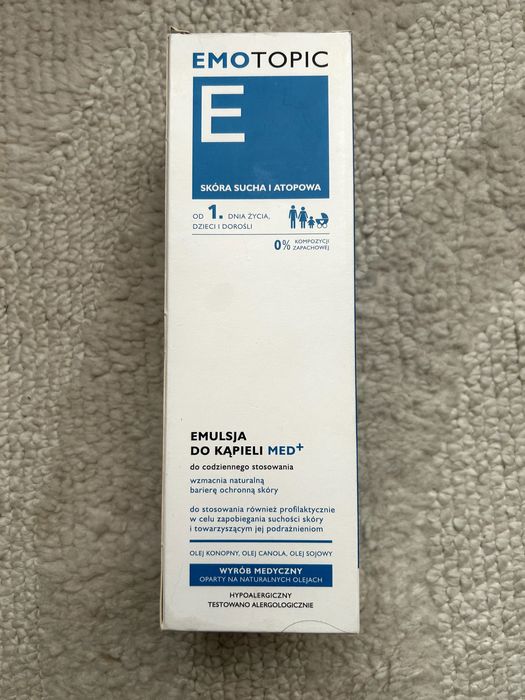 EMOTOPIC
E
SKÓRA SUCHA I ATOPOWA
OD 1. DNIA ŻYCIA,
DZIECI I DOROŚLI
0% KOMPOZYCJI
ZAPACHOWEJ
EMULSJA
DO KĄPIELI MED+
do codziennego stosowania
wzmacnia naturalną
barierę ochronną skóry
do stosowania również profilaktycznie
w celu zapobiegania suchości skóry
i towarzyszącym jej podrażnieniom
OLEJ KONOPNY, OLEJ CANOLA, OLEJ SOJOWY
WYRÓB MEDYCZNY
OPARTY NA NATURALNYCH OLEJACH
HYPOALERGICZNY
TESTOWANO ALERGOLOGICZNIE